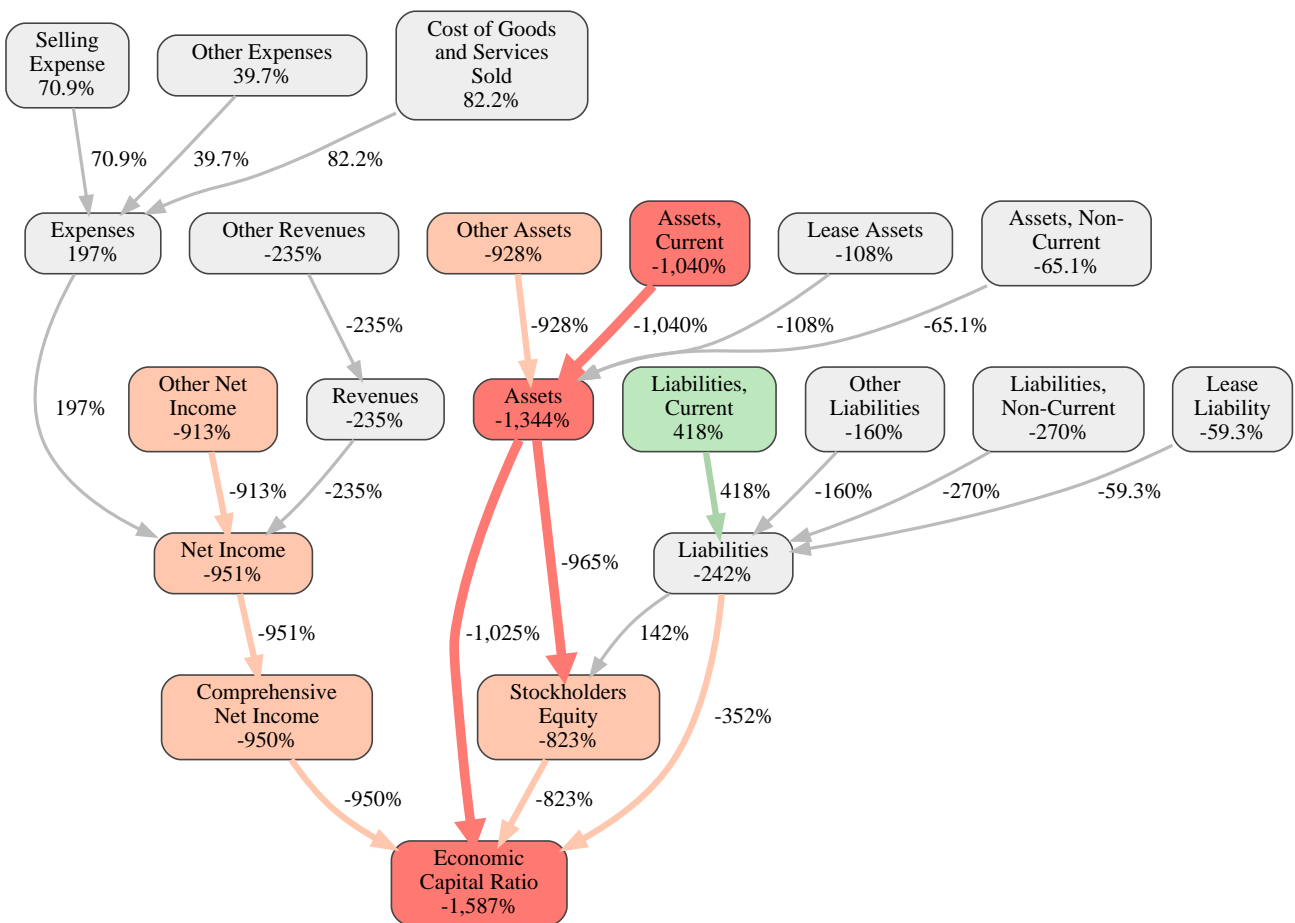 Selling
Expense
70.9%
Other Expenses
39.7%
Cost of Goods
and Services
Sold
82.2%
70.9%
39.7%
82.2%
Expenses
197%
Other Revenues
-235%
Other Assets
-928%
Assets,
Current
-1,040%
Lease Assets
-108%
Assets, Non-
Current
-65.1%
-235%
-928%
-1,040%
-108%
-65.1%
197%
Other Net
Income
-913%
Revenues
-235%
Assets
-1,344%
Liabilities,
Current
418%
Other
Liabilities
-160%
Liabilities,
Non-Current
-270%
Lease
Liability
-59.3%
-913%
-235%
418%
-160%
-270%
-59.3%
Net Income
-951%
-965%
Liabilities
-242%
-951%
-1,025%
142%
Comprehensive
Net Income
-950%
Stockholders
Equity
-823%
-352%
-950%
-823%
Economic
Capital Ratio
-1,587%